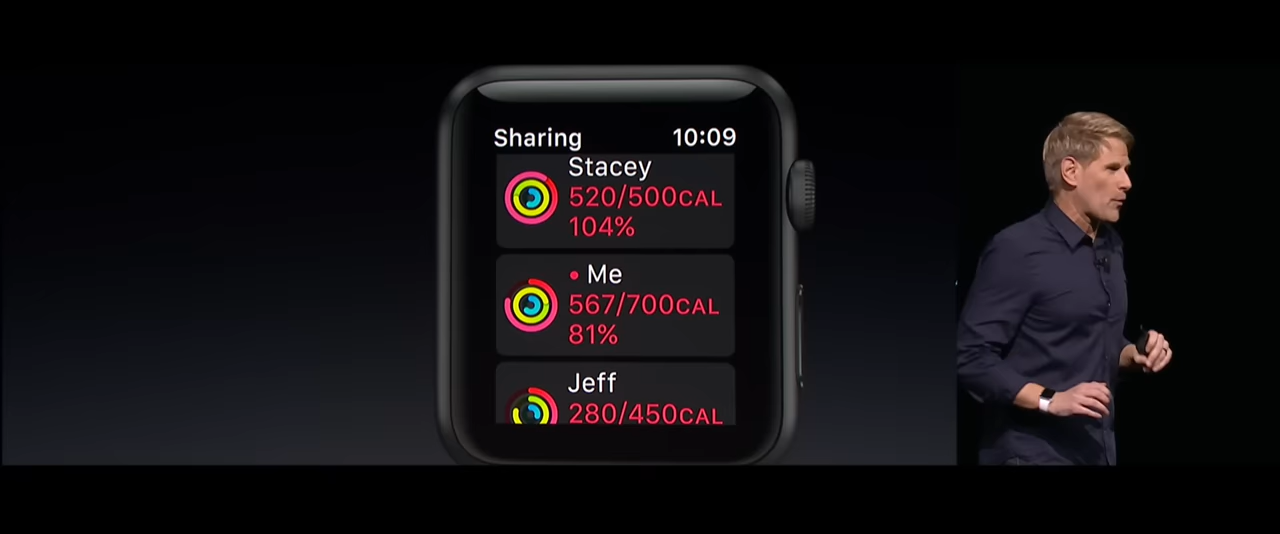 Sharing 10:09
Stacey
520/500CAL
104%
• Me
567/700CAL
81%
Jeff
280/450CAL